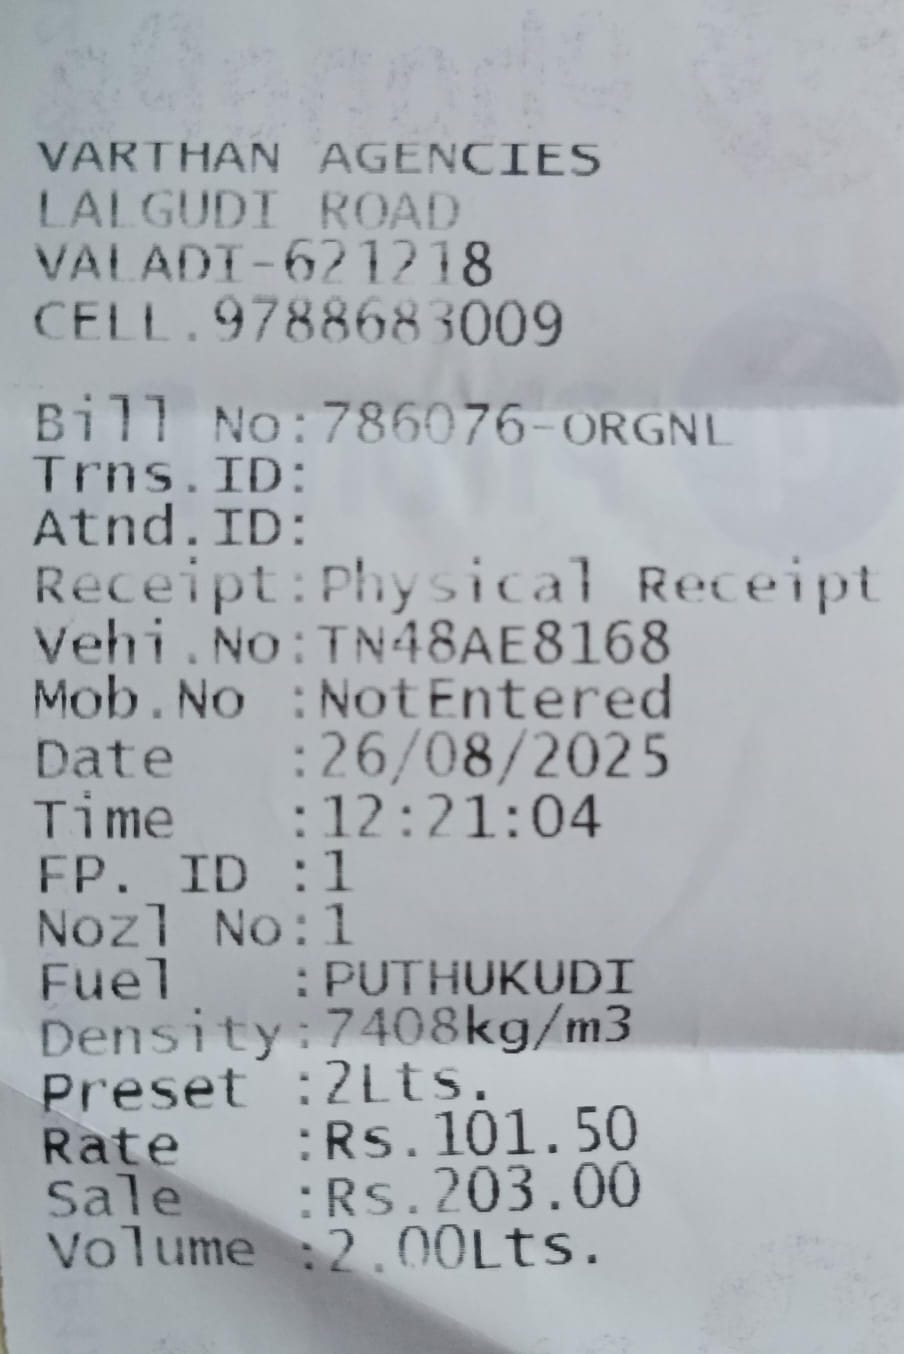 VARTHAN AGENCIES
LALGUDI ROAD
VALADI-621218
CELL.9788683009
Bill No:786076-ORGNL
Trns.ID:
Atnd.ID:
Receipt:Physical Receipt
Vehi.No:TN48AE8168
Mob.No :NotEntered
Date :26/08/2025
Time :12:21:04
FP. ID :1
Nozl No:1
Fuel :PUTHUKUDI
Density:7408kg/m3
Preset :2Lts.
Rate :Rs.101.50
Sale :Rs.203.00
Volume :2.00Lts.